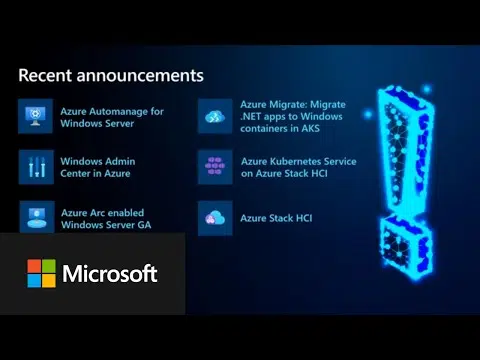 Recent announcements
Azure Automanage for
Windows Server
Azure Migrate: Migrate
.NET apps to Windows
containers in AKS
Windows Admin
Center in Azure
Azure Kubernetes Service
on Azure Stack HCI
Azure Arc enabled
Windows Server GA
Azure Stack HCI
Microsoft